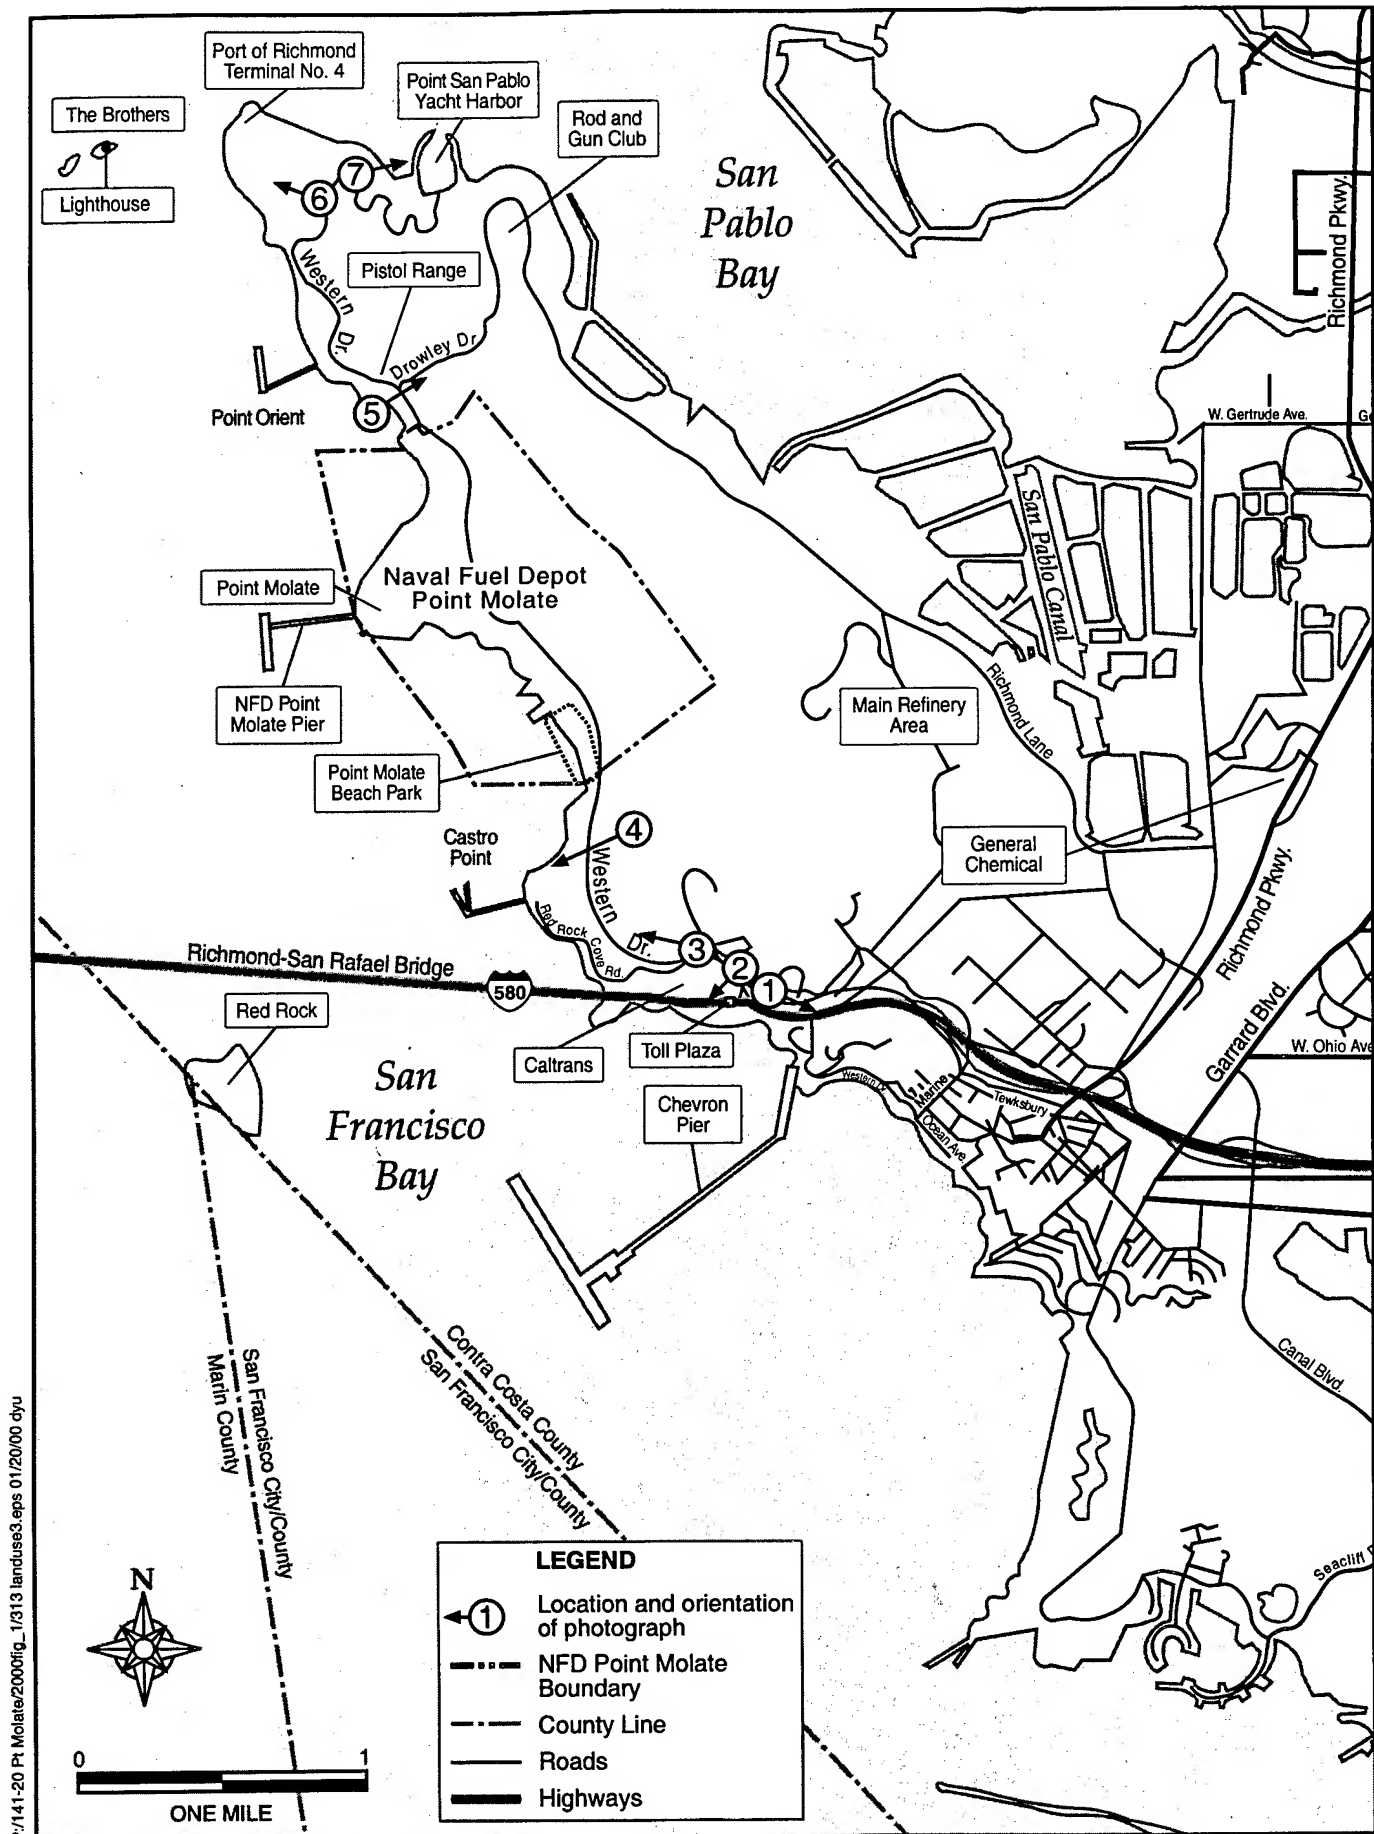 Port of Richmond
Terminal No. 4
Point San Pablo
Yacht Harbor
Rod and
Gun Club
The Brothers
Lighthouse
7
6
San
Pablo
Bay
Richmond Pkwy.
Western
Dr.
Pistol Range
Drowley Dr
5
Point Orient
W. Gertrude Ave.
San Pablo Canal
Naval Fuel Depot
Point Molate
Point Molate
NFD Point
Molate Pier
Main Refinery
Area
Richmond Lane
Point Molate
Beach Park
4
Castro
Point
General
Chemical
Western
Dr.
Red Rock Cove Rd.
3
2
1
Richmond-San Rafael Bridge
580
Richmond Pkwy.
Garrard Blvd.
W. Ohio Ave
Red Rock
Caltrans
Toll Plaza
San
Francisco
Bay
Chevron
Pier
Western Dr.
Marine
Tewksbury
Ocean Ave.
Canal Blvd.
Contra Costa County
San Francisco City/County
San Francisco City/County
Marin County
Seacliff
N
0
1
ONE MILE
LEGEND
1
Location and orientation
of photograph
NFD Point Molate
Boundary
County Line
Roads
Highways
/141-20 Pt Molate/2000fig_1/313 landuse3.eps 01/20/00 dyu